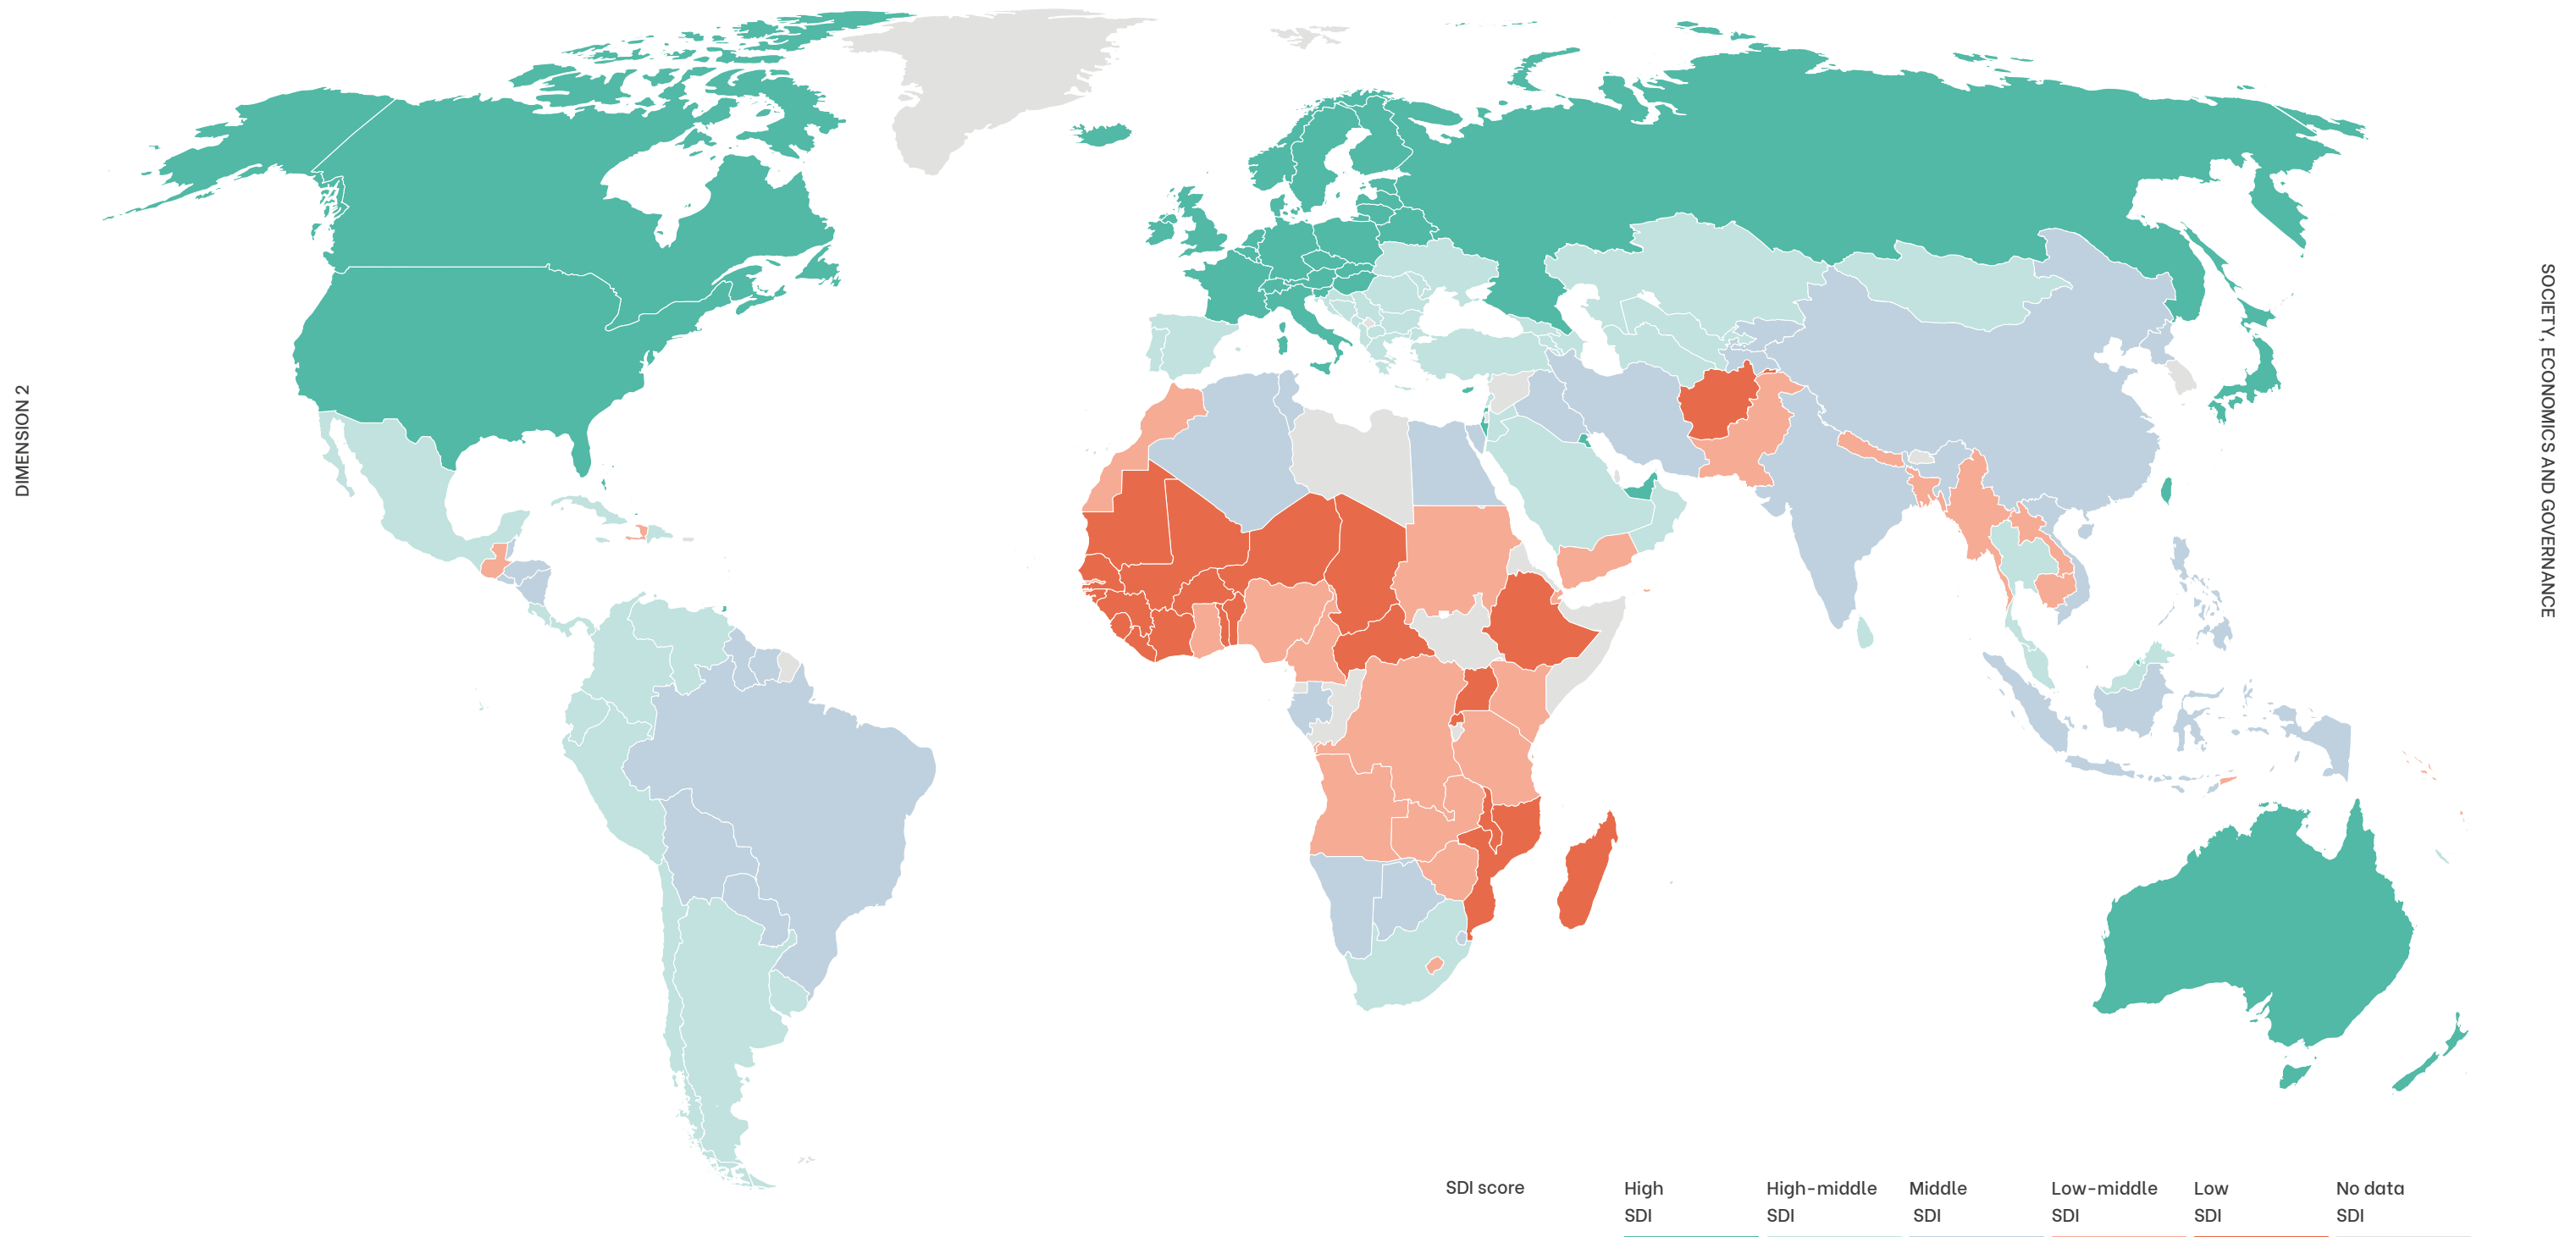 DIMENSION 2
SOCIETY, ECONOMICS AND GOVERNANCE
SDI score
High
SDI
High-middle
SDI
Middle
SDI
Low-middle
SDI
Low
SDI
No data
SDI